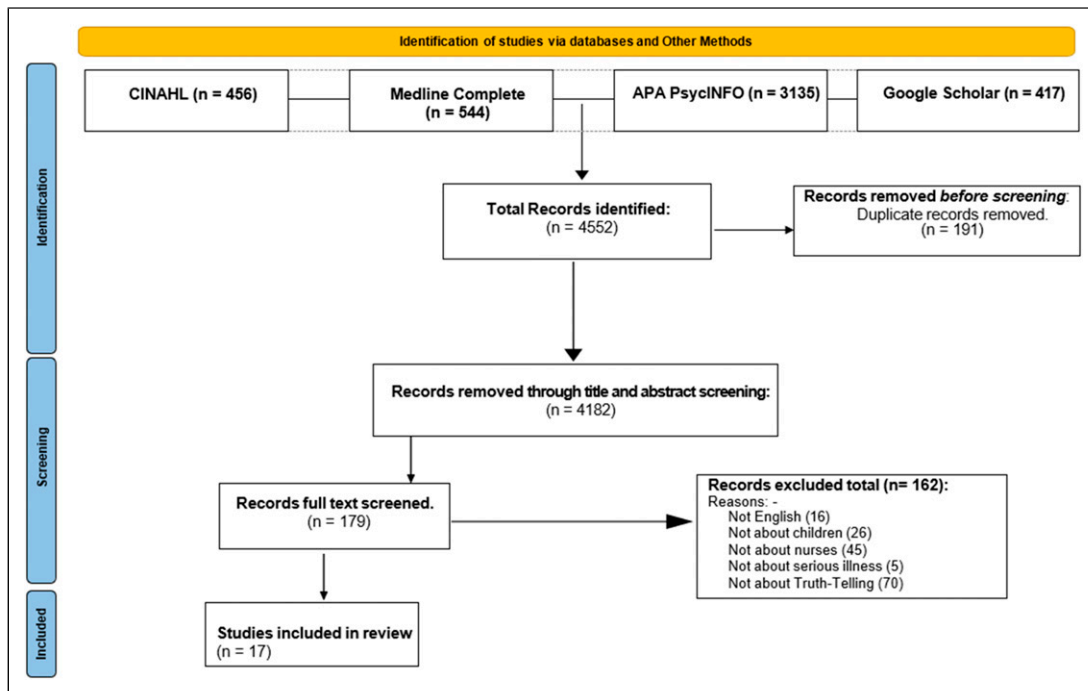 Identification of studies via databases and Other Methods
Identification
CINAHL (n = 456)
Medline Complete
(n = 544)
APA PsycINFO (n = 3135)
Google Scholar (n = 417)
Total Records identified:
(n = 4552)
Records removed before screening:
Duplicate records removed.
(n = 191)
Screening
Records removed through title and abstract screening:
(n = 4182)
Records full text screened.
(n = 179)
Records excluded total (n= 162):
Reasons: -
Not English (16)
Not about children (26)
Not about nurses (45)
Not about serious illness (5)
Not about Truth-Telling (70)
Included
Studies included in review
(n = 17)